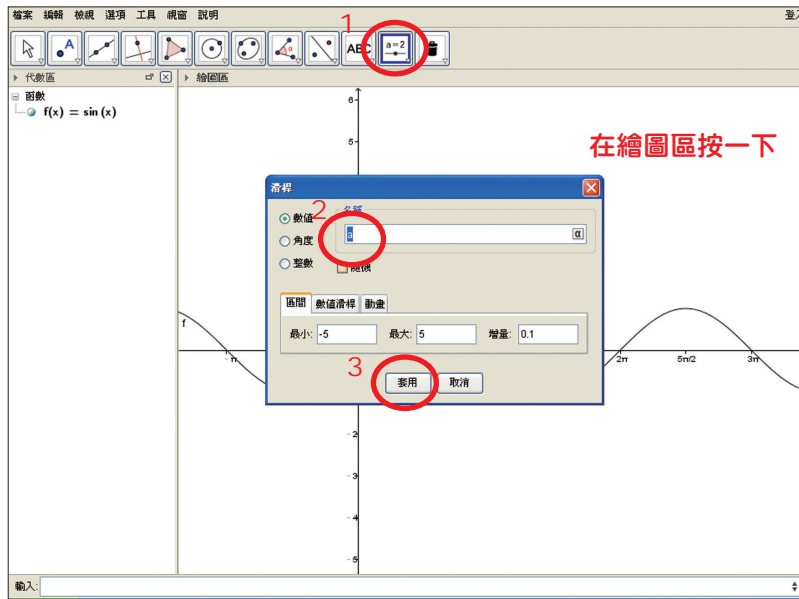 檔案 編輯 檢視 選項 工具 視窗 說明
1
ABC
a=2
代數區
繪圖區
函數
f(x) = sin (x)
6
5
在繪圖區按一下
滑桿
2
數值
名稱
a
α
角度
整數
隨機
區間 數值滑桿 動畫
最小: -5 最大: 5 增量: 0.1
3
套用 取消
f
-π
2π
5π/2
3π
-2
-3
-4
-5
輸入: